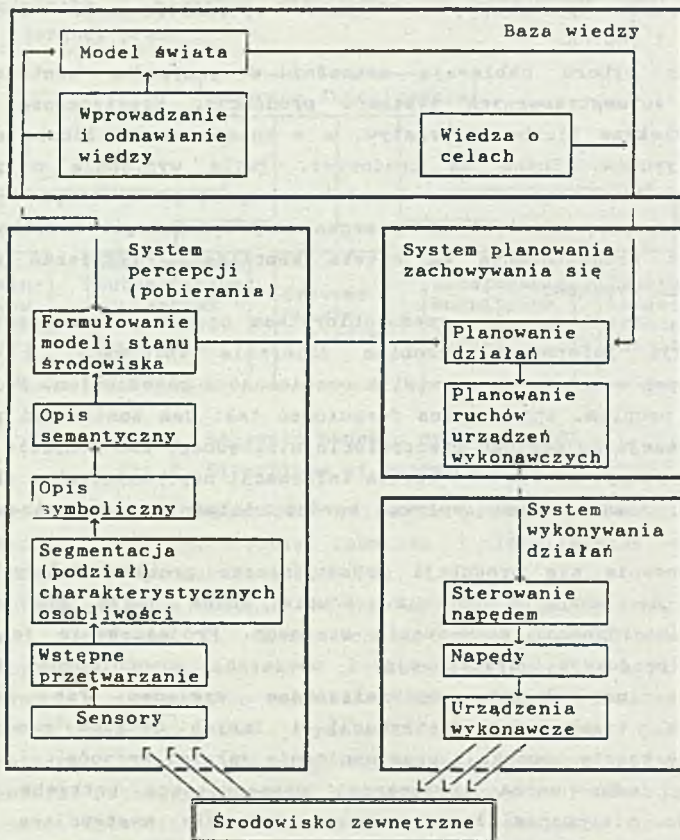 Baza wiedzy
Model świata
Wprowadzanie
i odnawianie
wiedzy
Wiedza o
celach
System
percepcji
(poznania)
Formułowanie
modeli stanu
środowiska
Opis
semantyczny
Opis
symboliczny
Segmentacja
(podział)
charakterystycznych
osobliwości
Wstępne
przetwarzanie
Sensory
System planowania
zachowywania się
Planowanie
działań
Planowanie
ruchów
urządzeń
wykonawczych
System
wykonywania
działań
Sterowanie
napędem
Napędy
Urządzenia
wykonawcze
Środowisko zewnętrzne